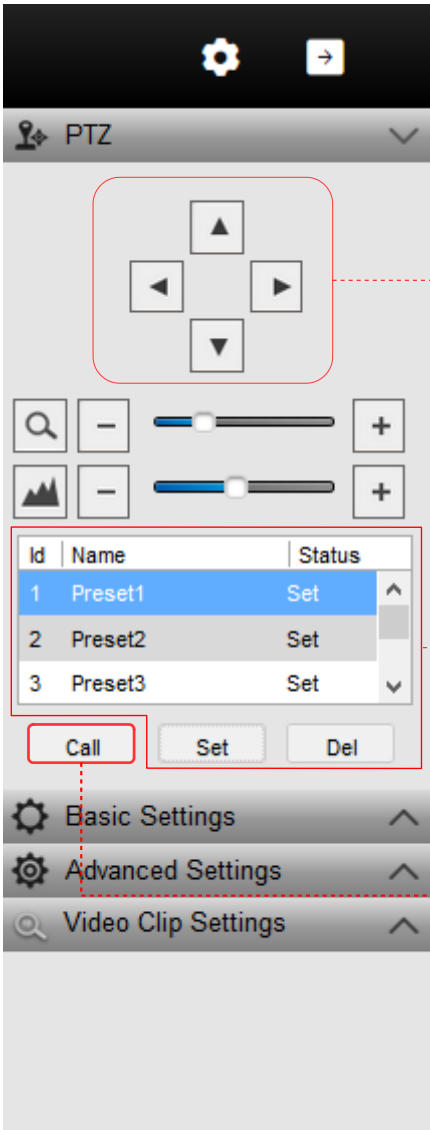 PTZ
Id Name Status
1 Preset1 Set
2 Preset2 Set
3 Preset3 Set
Call Set Del
Basic Settings
Advanced Settings
Video Clip Settings